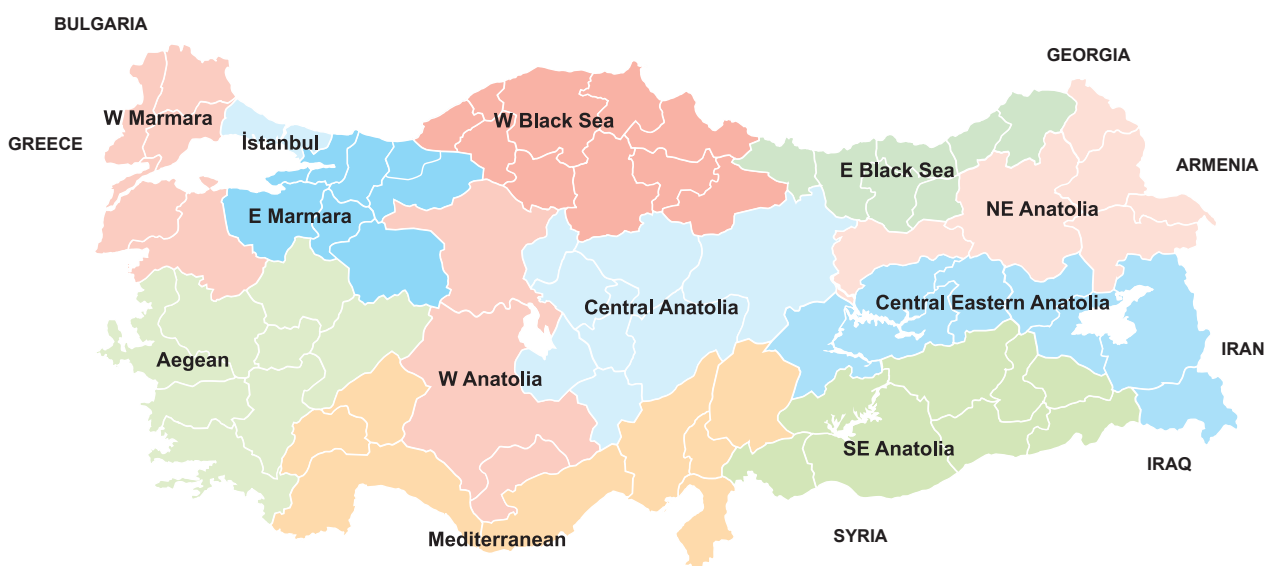 BULGARIA
GEORGIA
W Marmara
W Black Sea
GREECE
İstanbul
E Black Sea
ARMENIA
E Marmara
NE Anatolia
Central Anatolia
Central Eastern Anatolia
Aegean
IRAN
W Anatolia
SE Anatolia
IRAQ
Mediterranean
SYRIA